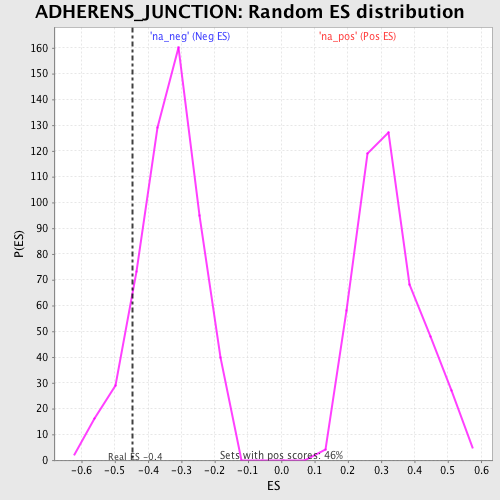 ADHERENS_JUNCTION: Random ES distribution
'na_neg' (Neg ES) 'na_pos' (Pos ES)
160
150
140
130
120
110
100
90
80
70
60
50
40
30
20
10
0
P(ES)
Real ES -0.4 Sets with pos scores: 46%
-0.6 -0.5 -0.4 -0.3 -0.2 -0.1 0.0 0.1 0.2 0.3 0.4 0.5 0.6
ES